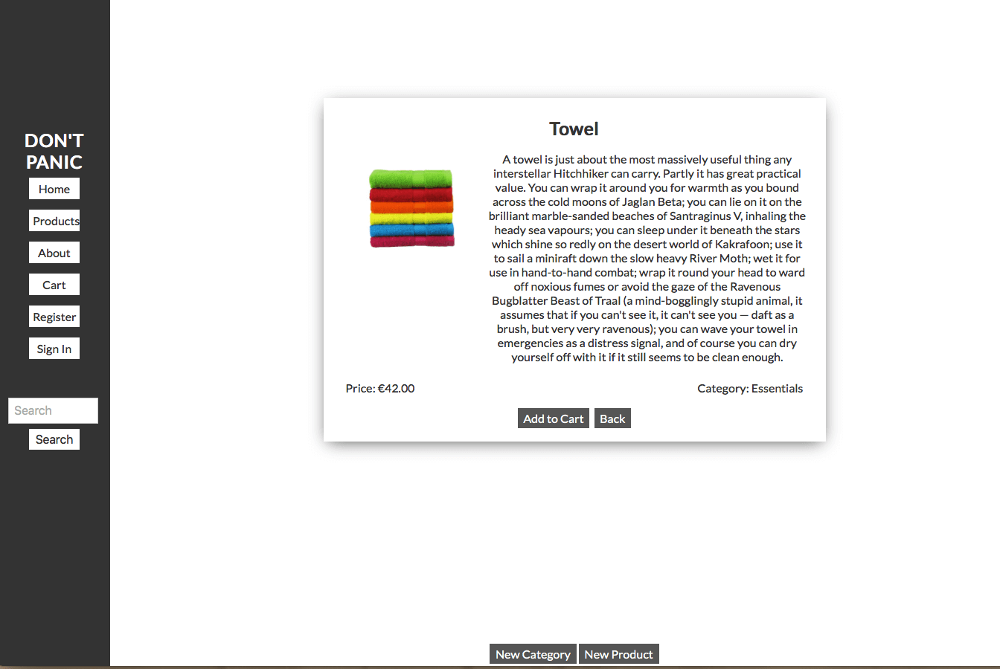 DON'T
PANIC
Home
Products
About
Cart
Register
Sign In
Search
Search
Towel
A towel is just about the most massively useful thing any
interstellar Hitchhiker can carry. Partly it has great practical
value. You can wrap it around you for warmth as you bound
across the cold moons of Jaglan Beta; you can lie on it on the
brilliant marble-sanded beaches of Santraginus V, inhaling the
heady sea vapours; you can sleep under it beneath the stars
which shine so redly on the desert world of Kakrafoon; use it
to sail a miniraft down the slow heavy River Moth; wet it for
use in hand-to-hand combat; wrap it round your head to ward
off noxious fumes or avoid the gaze of the Ravenous
Bugblatter Beast of Traal (a mind-bogglingly stupid animal, it
assumes that if you can't see it, it can't see you — daft as a
brush, but very very ravenous); you can wave your towel in
emergencies as a distress signal, and of course you can dry
yourself off with it if it still seems to be clean enough.
Price: €42.00
Category: Essentials
Add to Cart
Back
New Category
New Product